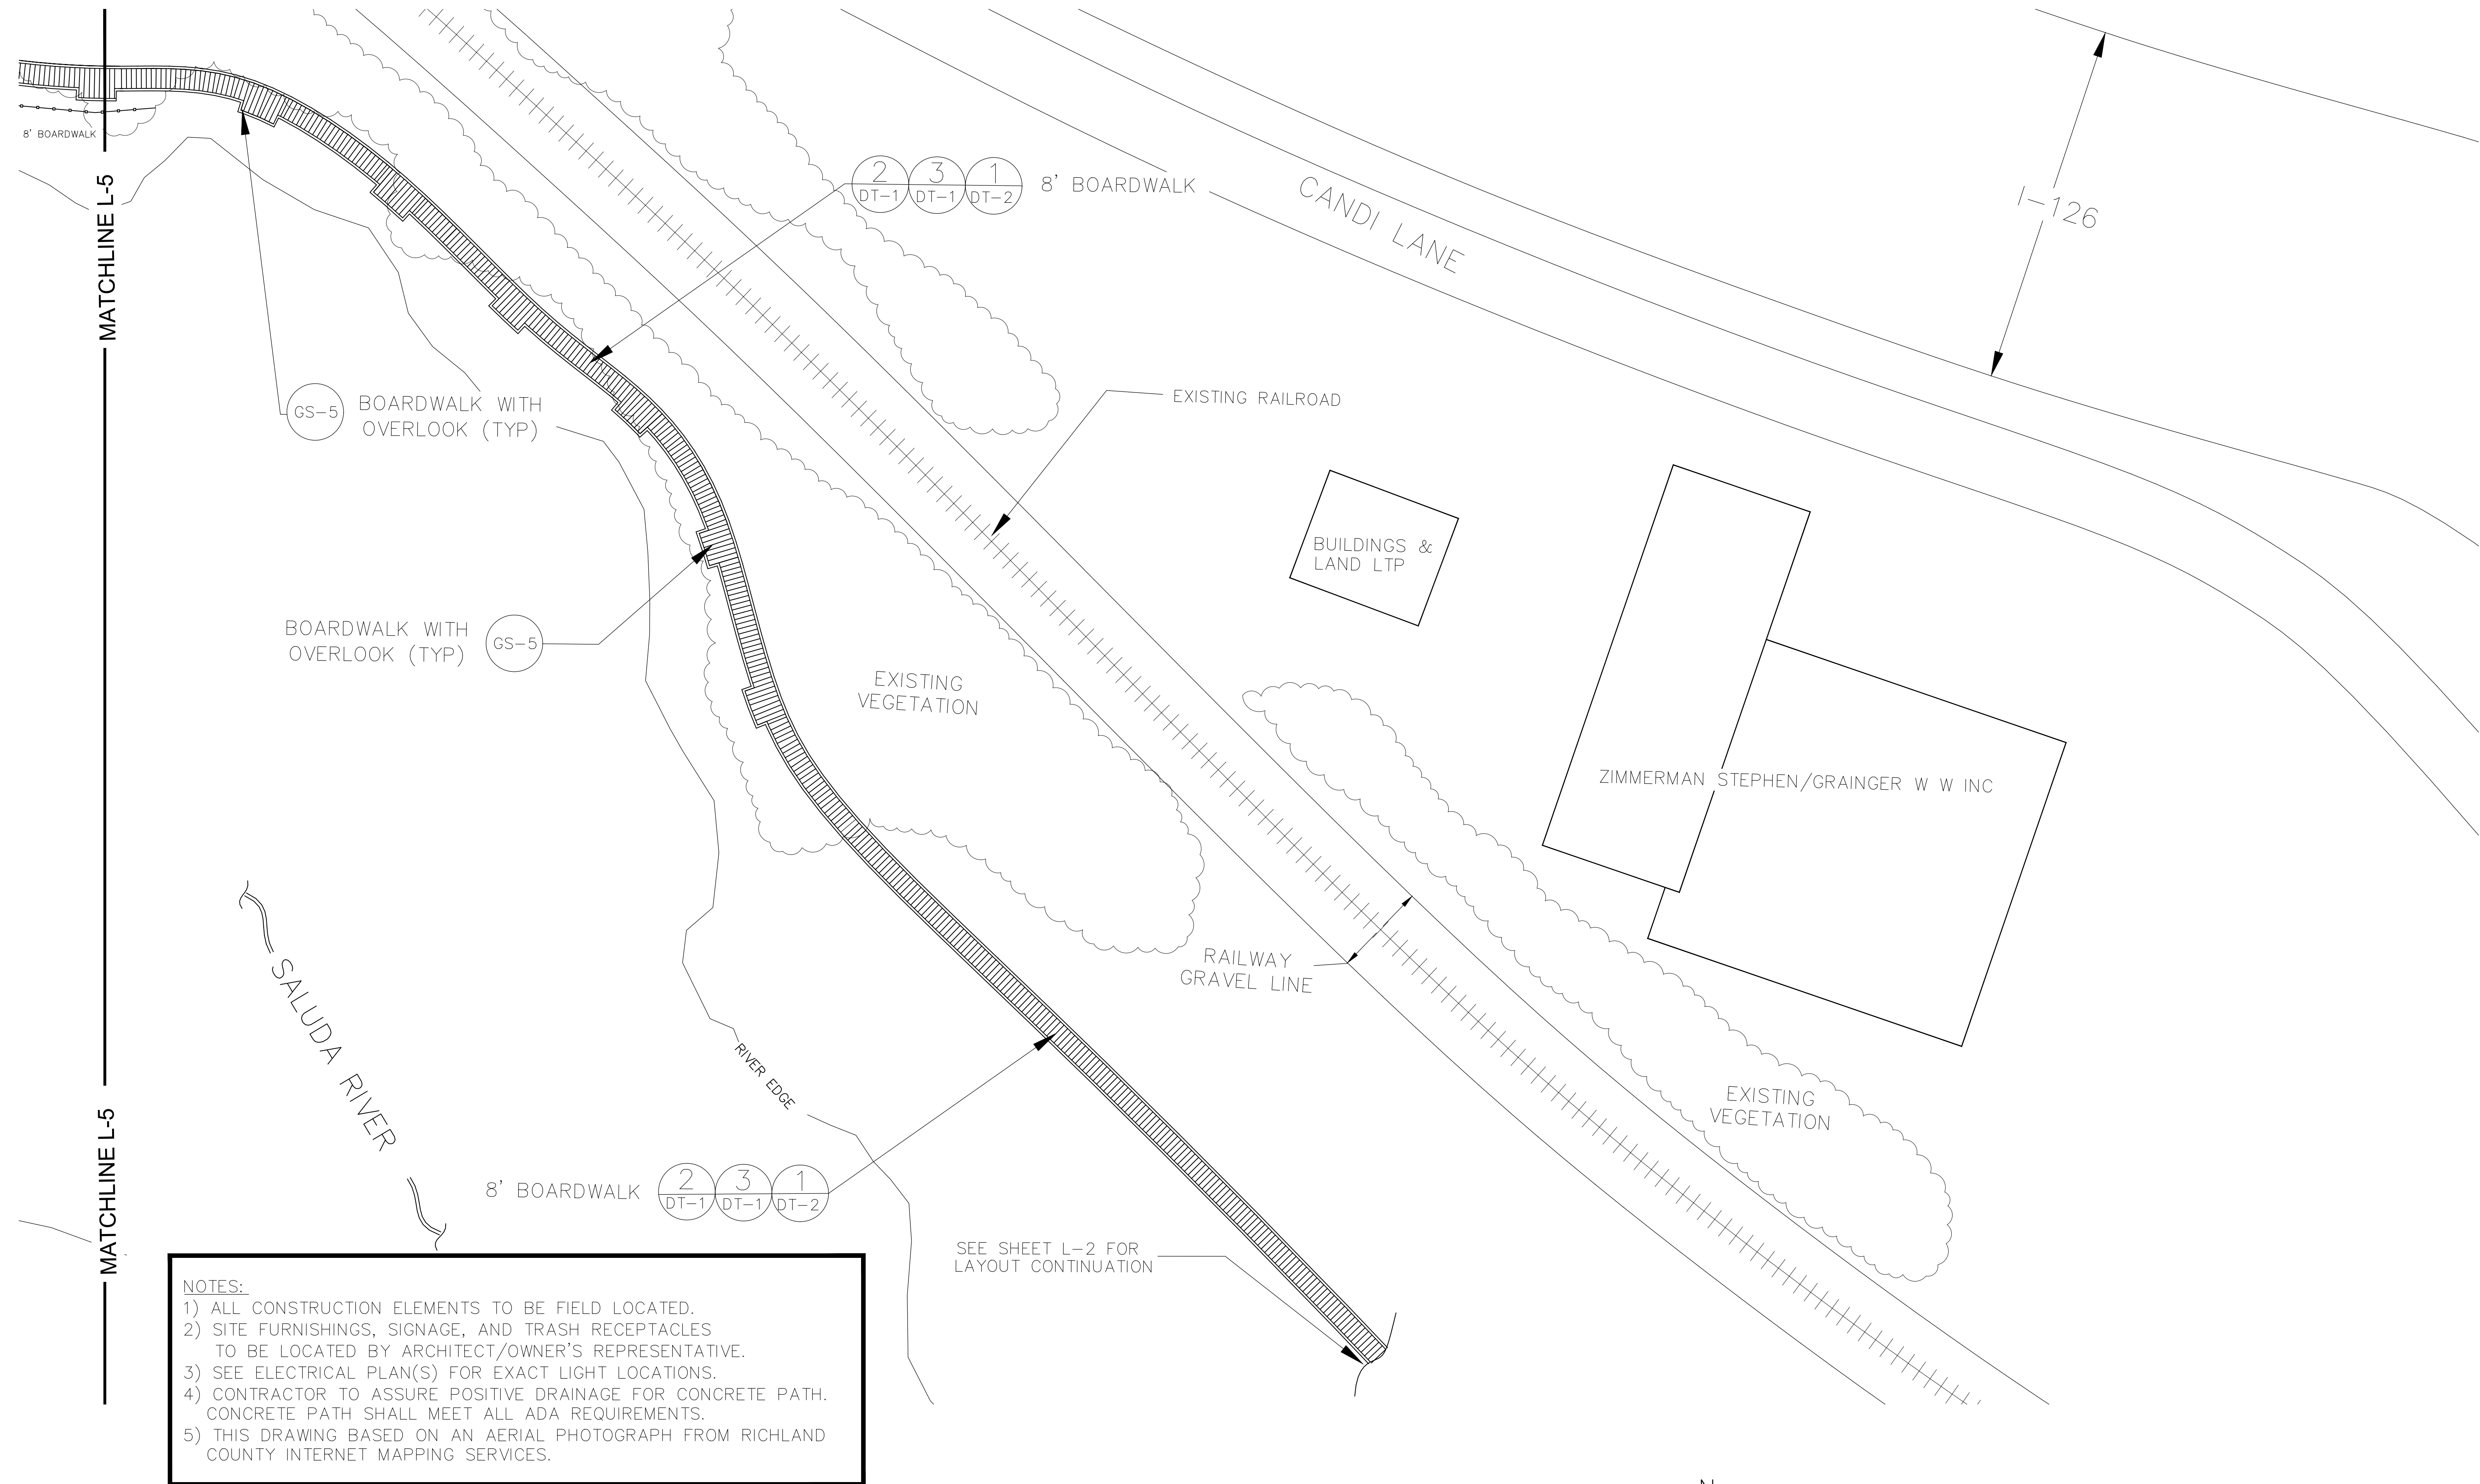 8' BOARDWALK
MATCHLINE L-5
2
DT-1
3
DT-1
1
DT-2
8' BOARDWALK
CANDI LANE
I-126
GS-5
BOARDWALK WITH
OVERLOOK (TYP)
EXISTING RAILROAD
BUILDINGS &
LAND LTP
BOARDWALK WITH
OVERLOOK (TYP)
GS-5
EXISTING
VEGETATION
ZIMMERMAN STEPHEN/GRAINGER W W INC
RAILWAY
GRAVEL LINE
SALUDA RIVER
RIVER EDGE
EXISTING
VEGETATION
MATCHLINE L-5
8' BOARDWALK
2
DT-1
3
DT-1
1
DT-2
SEE SHEET L-2 FOR
LAYOUT CONTINUATION
NOTES:
1) ALL CONSTRUCTION ELEMENTS TO BE FIELD LOCATED.
2) SITE FURNISHINGS, SIGNAGE, AND TRASH RECEPTACLES
TO BE LOCATED BY ARCHITECT/OWNER'S REPRESENTATIVE.
3) SEE ELECTRICAL PLAN(S) FOR EXACT LIGHT LOCATIONS.
4) CONTRACTOR TO ASSURE POSITIVE DRAINAGE FOR CONCRETE PATH.
CONCRETE PATH SHALL MEET ALL ADA REQUIREMENTS.
5) THIS DRAWING BASED ON AN AERIAL PHOTOGRAPH FROM RICHLAND
COUNTY INTERNET MAPPING SERVICES.